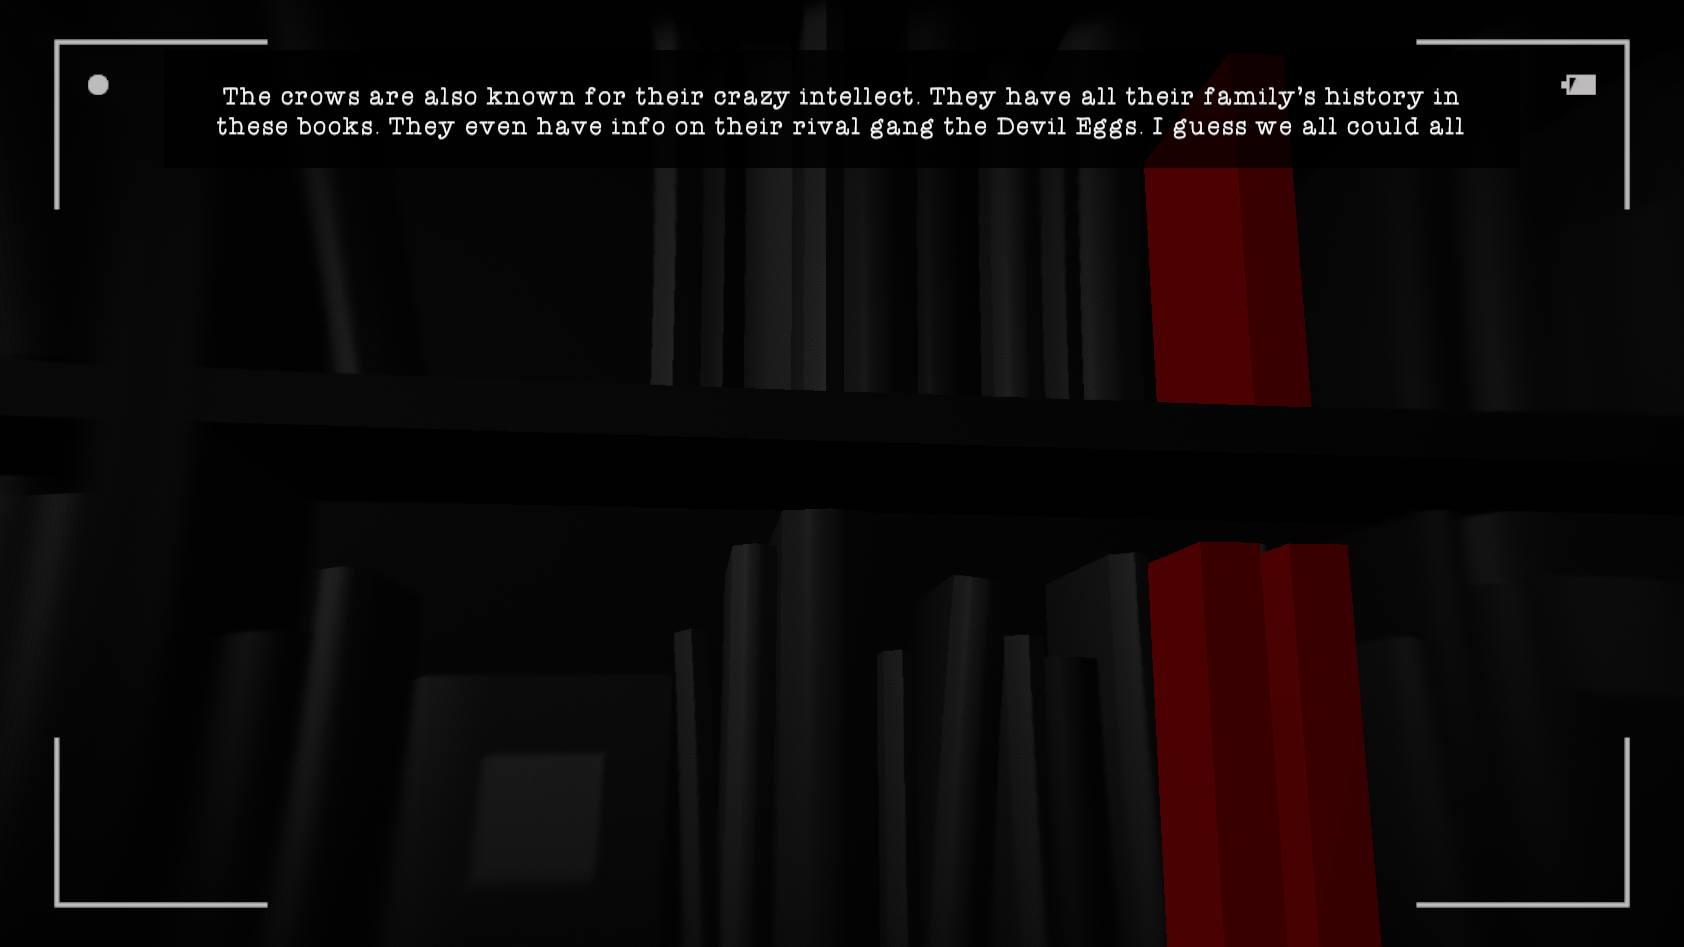 The crows are also known for their crazy intellect. They have all their family's history in
these books. They even have info on their rival gang the Devil Eggs. I guess we all could all